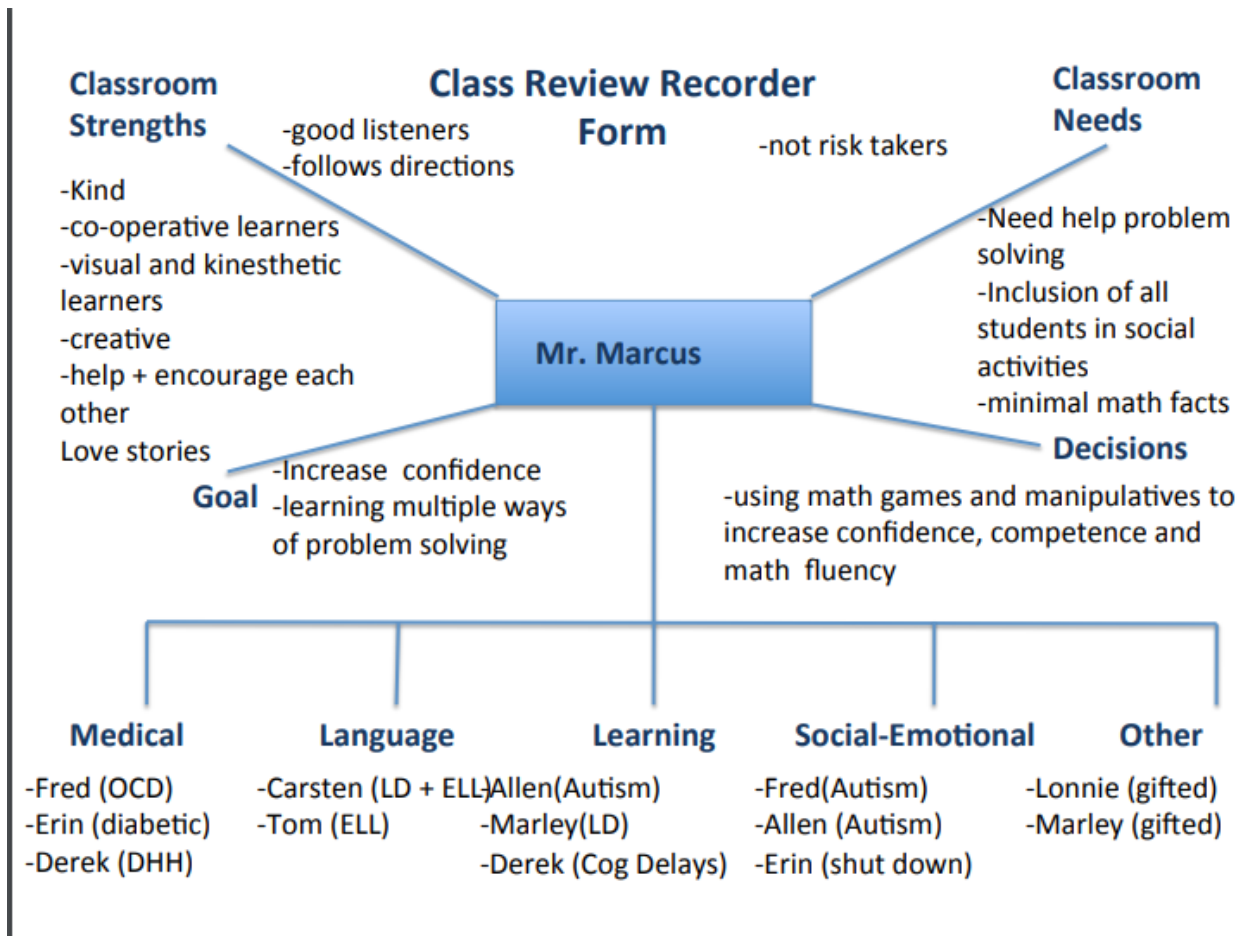 Class Review Recorder
Form
Classroom
Strengths
-good listeners
-follows directions
-Kind
-co-operative learners
-visual and kinesthetic
learners
-creative
-help + encourage each
other
Love stories
Classroom
Needs
-not risk takers
-Need help problem
solving
-Inclusion of all
students in social
activities
-minimal math facts
Mr. Marcus
Goal
-Increase confidence
-learning multiple ways
of problem solving
Decisions
-using math games and manipulatives to
increase confidence, competence and
math fluency
Medical
-Fred (OCD)
-Erin (diabetic)
-Derek (DHH)
Language
-Carsten (LD + ELL)
-Tom (ELL)
Learning
-Allen(Autism)
-Marley(LD)
-Derek (Cog Delays)
Social-Emotional
-Fred(Autism)
-Allen (Autism)
-Erin (shut down)
Other
-Lonnie (gifted)
-Marley (gifted)